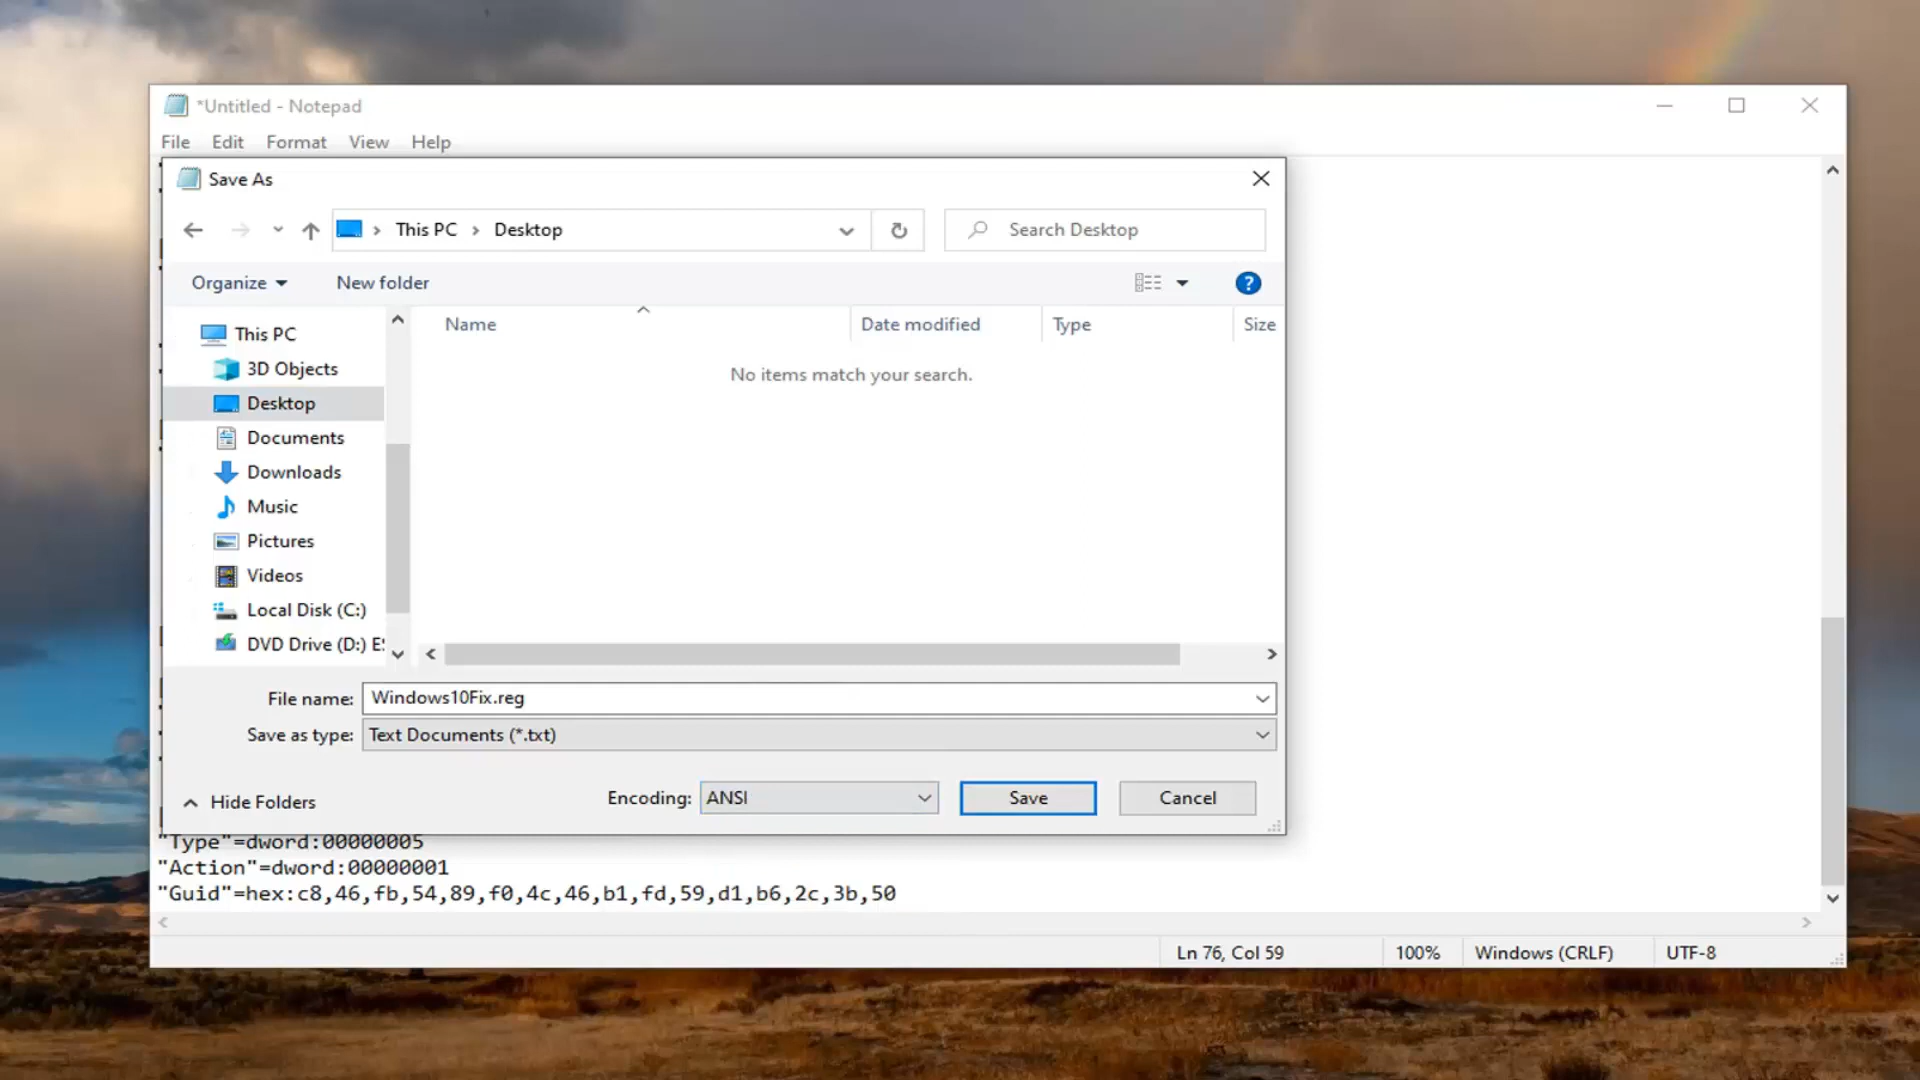 *Untitled - Notepad
File Edit Format View Help
Save As
This PC > Desktop
Search Desktop
Organize New folder
?
Name Date modified Type Size
No items match your search.
This PC
3D Objects
Desktop
Documents
Downloads
Music
Pictures
Videos
Local Disk (C:)
DVD Drive (D:) E
File name: Windows10Fix.reg
Save as type: Text Documents (*.txt)
Hide Folders
Encoding: ANSI Save Cancel
"Type"=dword:00000005
"Action"=dword:00000001
"Guid"=hex:c8,46,fb,54,89,f0,4c,46,b1,fd,59,d1,b6,2c,3b,50
Ln 76, Col 59 100% Windows (CRLF) UTF-8